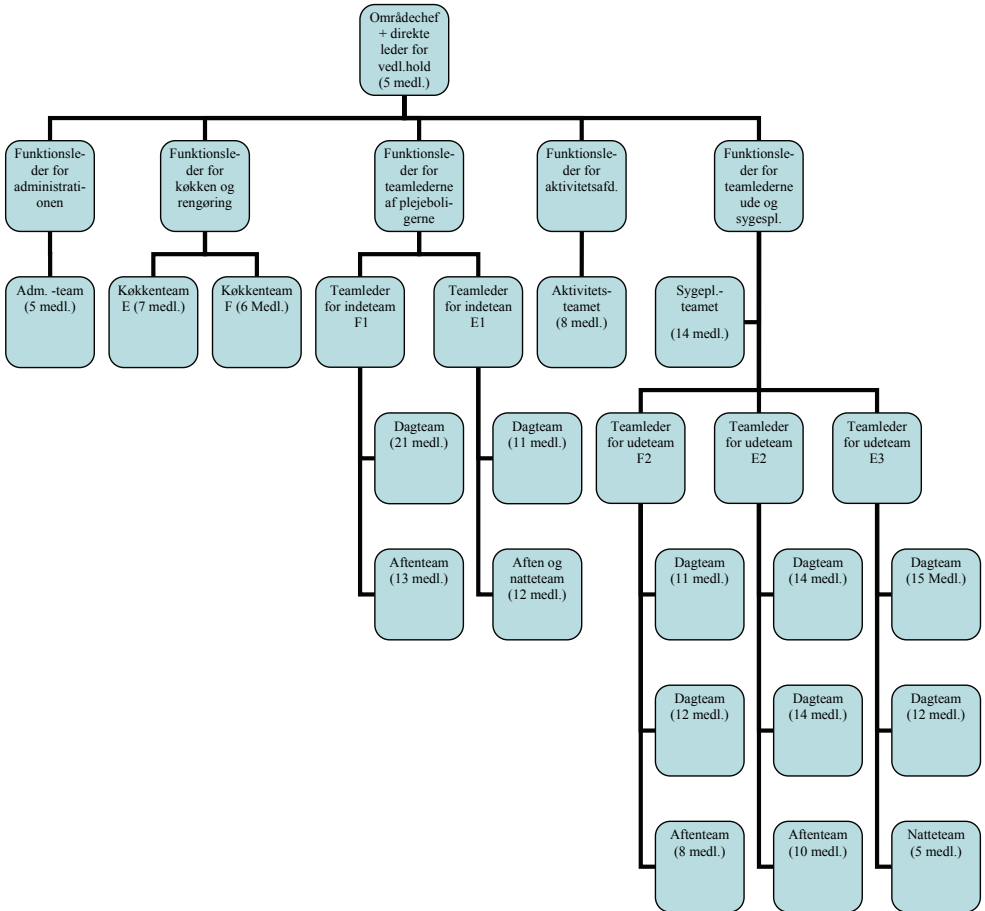 Områdechef
+ direkte
leder for
vedl.hold
(5 medl.)
Funktionsle-
der for
administrati-
onen
Funktionsle-
der for
køkken og
rengøring
Funktionsle-
der for
teamlederne
af plejeboli-
gerne
Funktionsle-
der for
aktivitetsafd.
Funktionsle-
der for
teamlederne
ude og
sygespl.
Adm. -team
(5 medl.)
Køkkenteam
E (7 medl.)
Køkkenteam
F (6 Medl.)
Teamleder
for indeteam
F1
Teamleder
for indetean
E1
Aktivitets-
teamet
(8 medl.)
Sygepl.-
teamet
(14 medl.)
Dagteam
(21 medl.)
Dagteam
(11 medl.)
Teamleder
for udeteam
F2
Teamleder
for udeteam
E2
Teamleder
for udeteam
E3
Aftenteam
(13 medl.)
Aften og
natteteam
(12 medl.)
Dagteam
(11 medl.)
Dagteam
(14 medl.)
Dagteam
(15 Medl.)
Dagteam
(12 medl.)
Dagteam
(14 medl.)
Dagteam
(12 medl.)
Aftenteam
(8 medl.)
Aftenteam
(10 medl.)
Natteteam
(5 medl.)